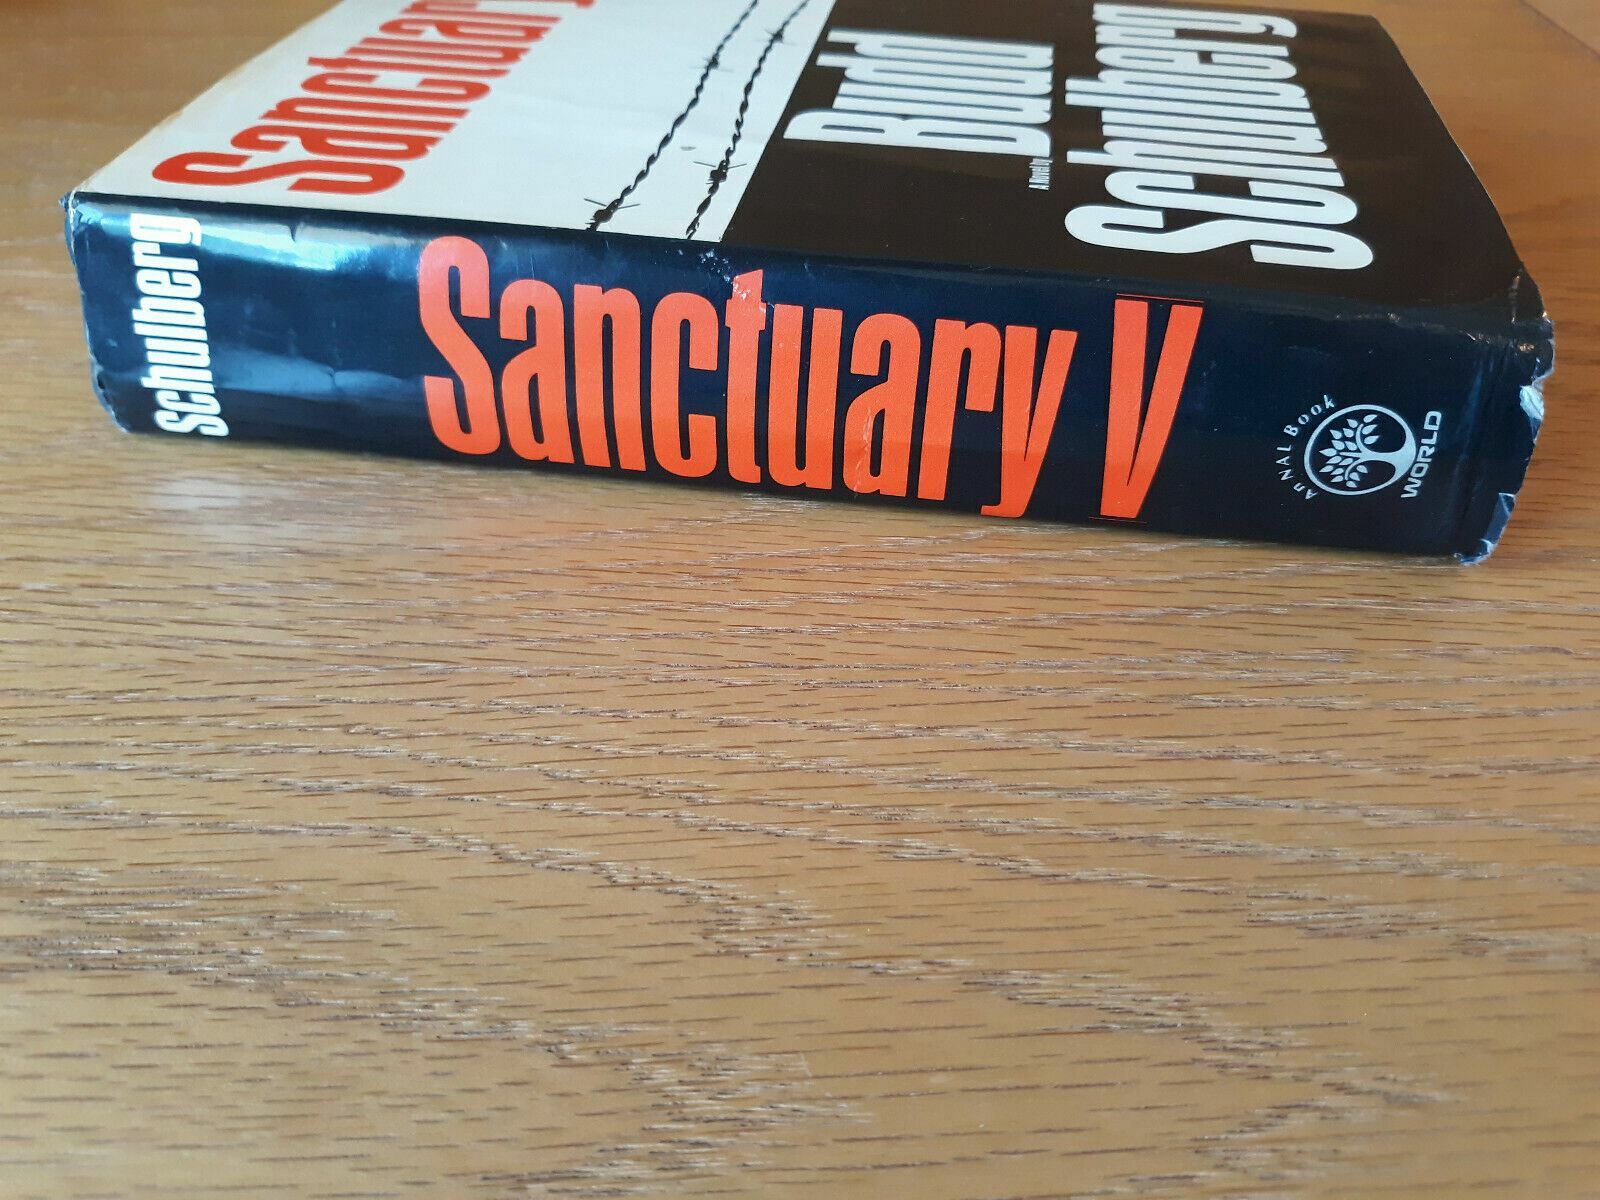 Sanctuary
A Novel by
Budd
Schulberg
Schulberg
Sanctuary V
An NAL Book
WORLD